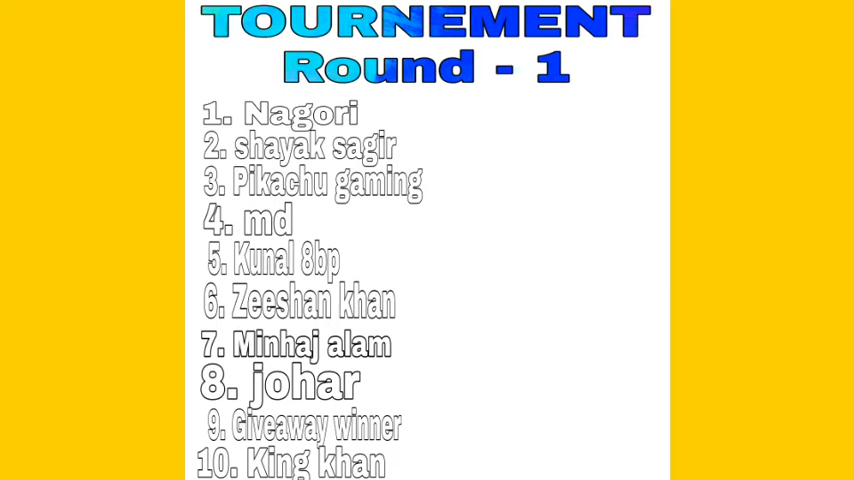 TOURNEMENT
Round - 1
1. Nagori
2. shayak sagir
3. Pikachu gaming
4. md
5. Kunal 8bp
6. Zeeshan khan
7. Minhaj alam
8. johar
9. Giveaway winner
10. King khan